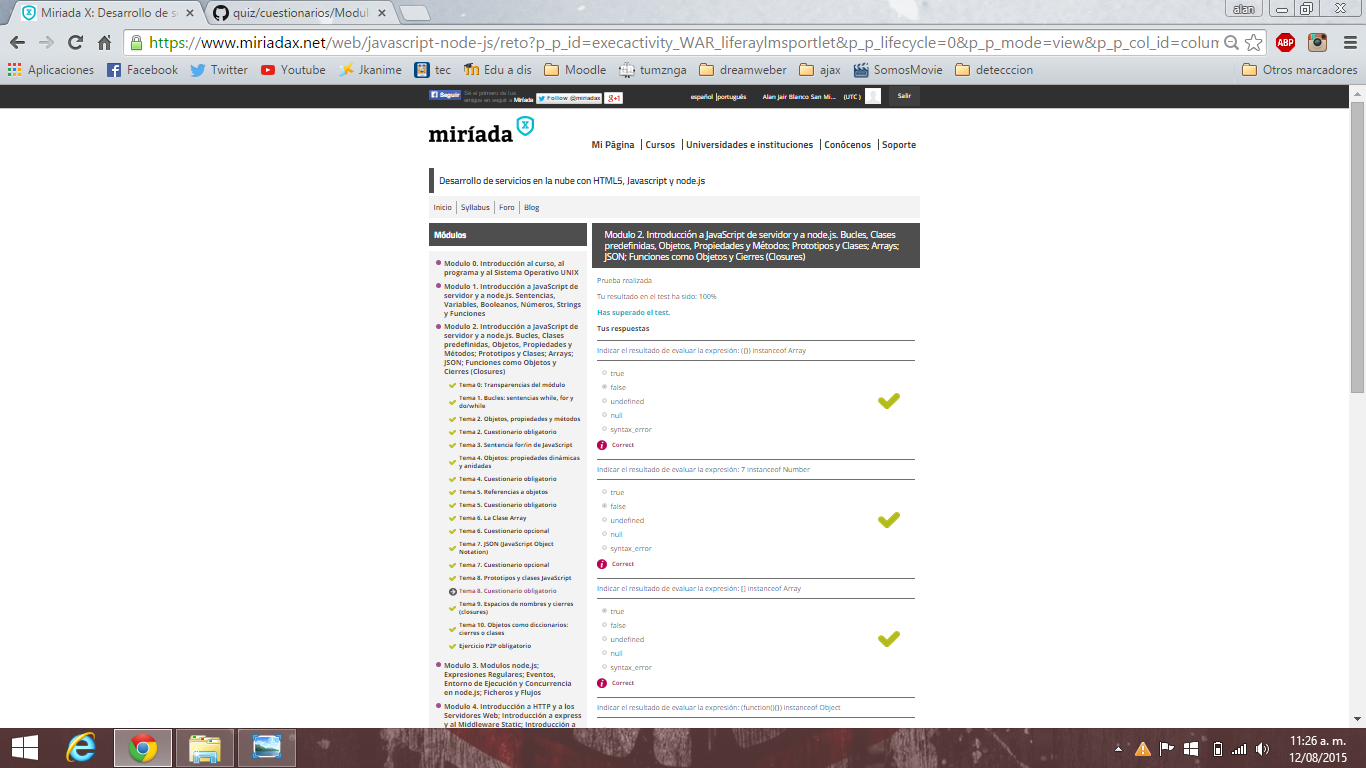 Miriada X: Desarrollo de s
quiz/cuestionarios/Modul
alan
https://www.miriadax.net/web/javascript-node-js/reto?p_p_id=execactivity_WAR_liferaylmsportlet&p_p_lifecycle=0&p_p_mode=view&p_p_col_id=colum
Aplicaciones Facebook Twitter Youtube Jkanime tec Edu a dis Moodle tumznga dreamweber ajax SomosMovie detecccion Otros marcadores
Seguir Sé el primero de tus amigos en seguir a Miríada Follow @miriadax g+1 español |portugués Alan Jair Blanco San Mi... (UTC ) Salir
miríada X
Mi Página | Cursos | Universidades e instituciones | Conócenos | Soporte
Desarrollo de servicios en la nube con HTML5, Javascript y node.js
Inicio | Syllabus | Foro | Blog
Módulos
Modulo 0. Introducción al curso, al
programa y al Sistema Operativo UNIX
Modulo 1. Introducción a JavaScript de
servidor y a node.js. Sentencias,
Variables, Booleanos, Números, Strings
y Funciones
Modulo 2. Introducción a JavaScript de
servidor y a node.js. Bucles, Clases
predefinidas, Objetos, Propiedades y
Métodos; Prototipos y Clases; Arrays;
JSON; Funciones como Objetos y
Cierres (Closures)
Tema 0: Transparencias del módulo
Tema 1. Bucles: sentencias while, for y
do/while
Tema 2. Objetos, propiedades y métodos
Tema 2. Cuestionario obligatorio
Tema 3. Sentencia for/in de JavaScript
Tema 4. Objetos: propiedades dinámicas
y anidadas
Tema 4. Cuestionario obligatorio
Tema 5. Referencias a objetos
Tema 5. Cuestionario obligatorio
Tema 6. La Clase Array
Tema 6. Cuestionario opcional
Tema 7. JSON (JavaScript Object
Notation)
Tema 7. Cuestionario opcional
Tema 8. Prototipos y clases JavaScript
Tema 8. Cuestionario obligatorio
Tema 9. Espacios de nombres y cierres
(closures)
Tema 10. Objetos como diccionarios:
cierres o clases
Ejercicio P2P obligatorio
Modulo 3. Modulos node.js;
Expresiones Regulares; Eventos,
Entorno de Ejecución y Concurrencia
en node.js; Ficheros y Flujos
Modulo 4. Introducción a HTTP y a los
Servidores Web; Introducción a express
y al Middleware Static; Introducción a
Modulo 2. Introducción a JavaScript de servidor y a node.js. Bucles, Clases
predefinidas, Objetos, Propiedades y Métodos; Prototipos y Clases; Arrays;
JSON; Funciones como Objetos y Cierres (Closures)
Prueba realizada
Tu resultado en el test ha sido: 100%
Has superado el test.
Tus respuestas
Indicar el resultado de evaluar la expresión: ({}) instanceof Array
true
false
undefined
null
syntax_error
Correct
Indicar el resultado de evaluar la expresión: 7 instanceof Number
true
false
undefined
null
syntax_error
Correct
Indicar el resultado de evaluar la expresión: [] instanceof Array
true
false
undefined
null
syntax_error
Correct
Indicar el resultado de evaluar la expresión: (function(){}) instanceof Object
11:26 a. m.
12/08/2015